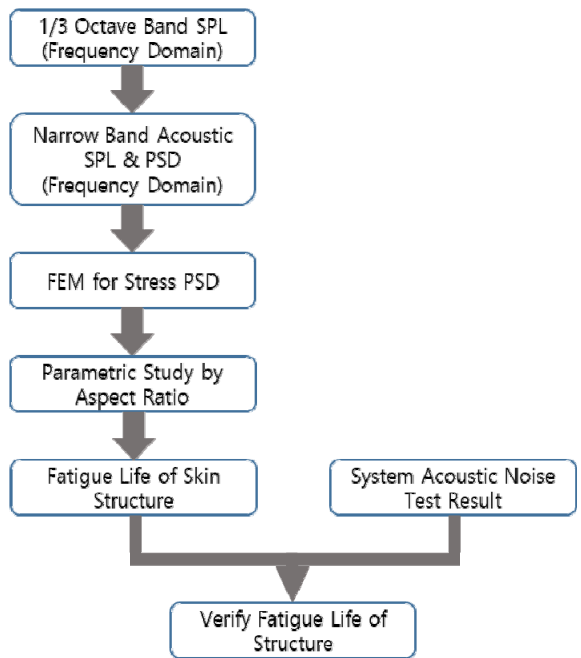 1/3 Octave Band SPL
(Frequency Domain)
Narrow Band Acoustic
SPL & PSD
(Frequency Domain)
FEM for Stress PSD
Parametric Study by
Aspect Ratio
Fatigue Life of Skin
Structure
System Acoustic Noise
Test Result
Verify Fatigue Life of
Structure